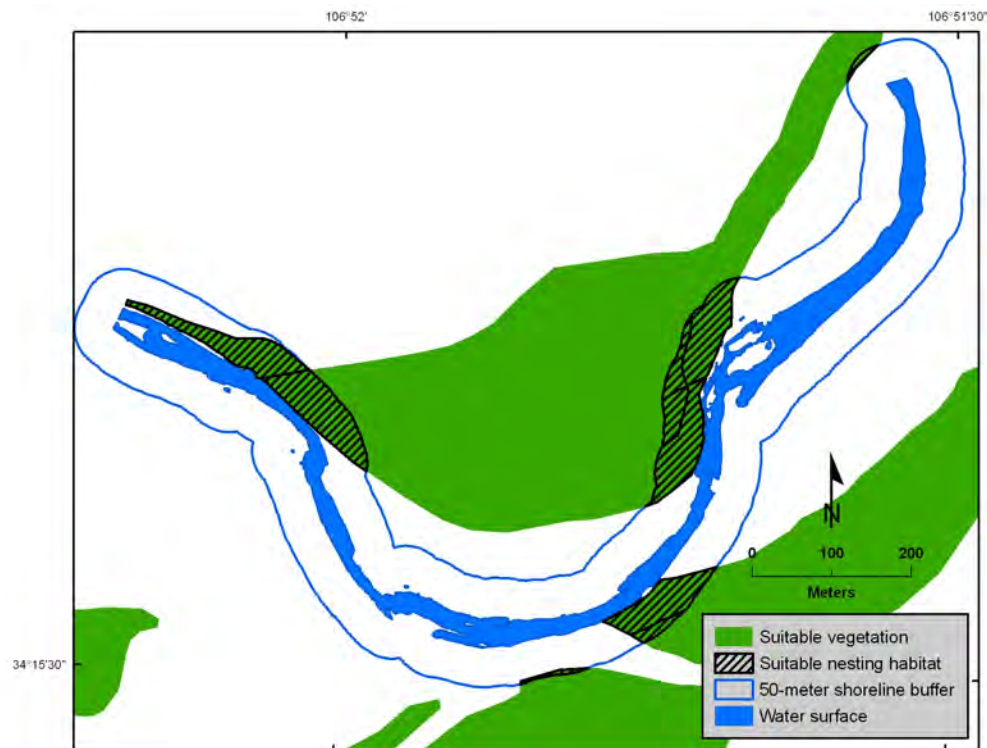 106°52'
106°51'30"
34°15'30"
N
0 100 200
Meters
Suitable vegetation
Suitable nesting habitat
50-meter shoreline buffer
Water surface